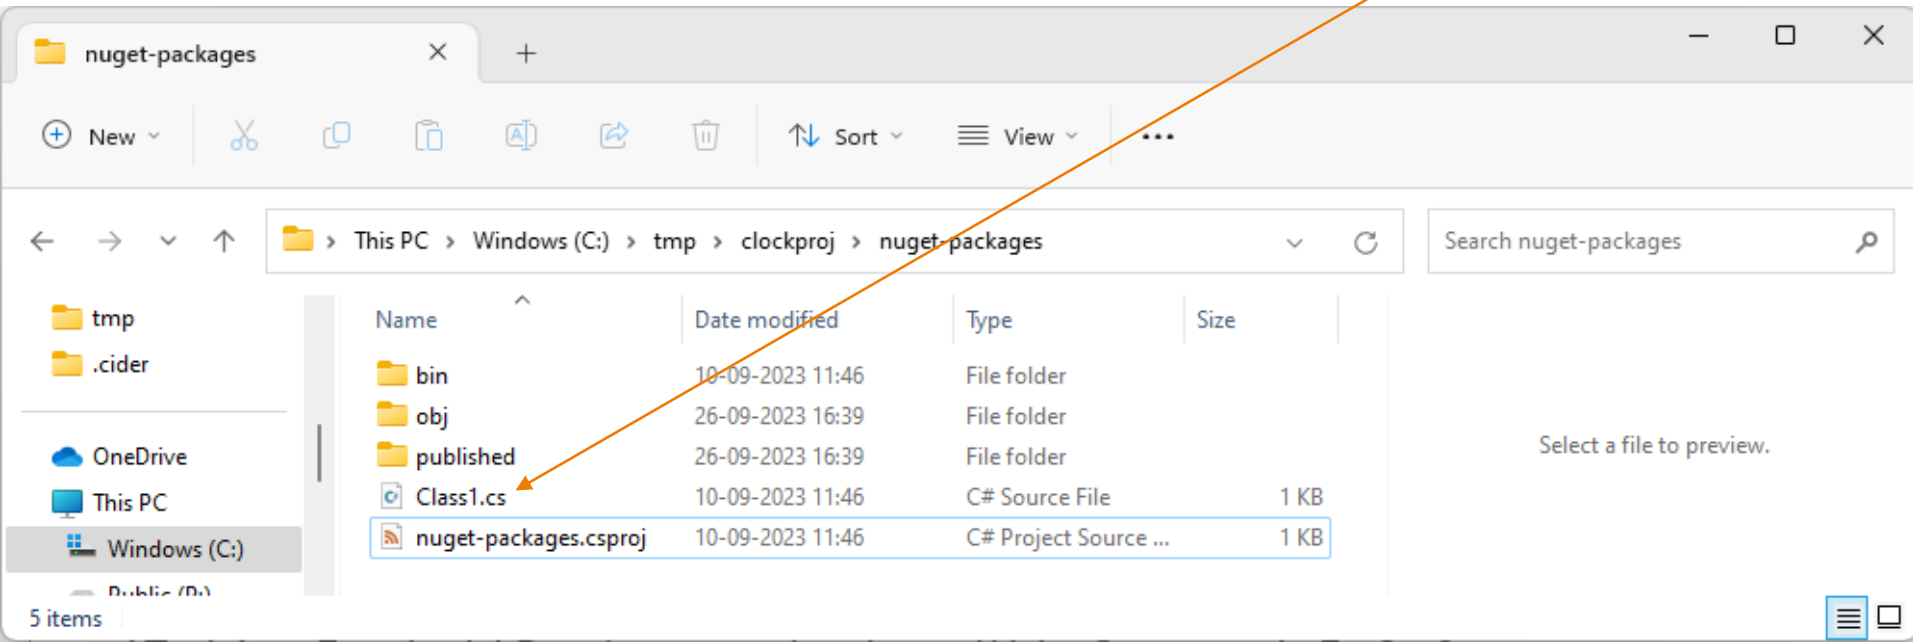 nuget-packages
New
Sort
View
This PC > Windows (C:) > tmp > clockproj > nuget-packages
Search nuget-packages
tmp
.cider
OneDrive
This PC
Windows (C:)
Public (P:)
Name Date modified Type Size
bin 10-09-2023 11:46 File folder
obj 26-09-2023 16:39 File folder
published 26-09-2023 16:39 File folder
Class1.cs 10-09-2023 11:46 C# Source File 1 KB
nuget-packages.csproj 10-09-2023 11:46 C# Project Source ... 1 KB
Select a file to preview.
5 items